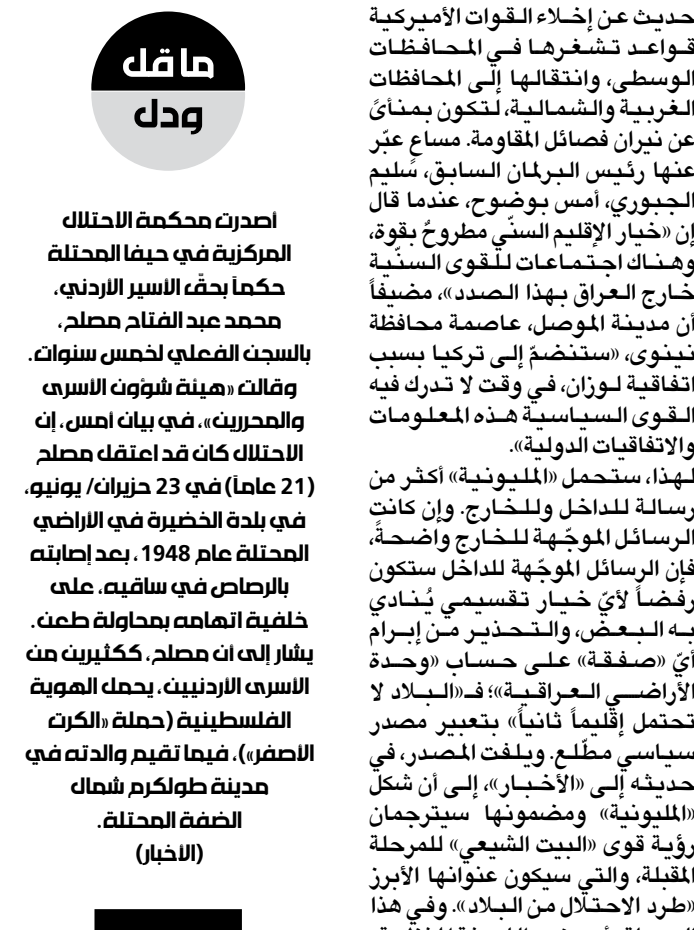 حديث عن إخلاء القوات الأميركية
قواعد تشغرها في المحافظات
الوسطى، وانتقالها إلى المحافظات
الغربية والشمالية، لتكون بمنأىً
عن نيران فصائل المقاومة. مساعٍ عبّر
عنها رئيس البرلمان السابق، سليم
الجبوري، أمس بوضوح، عندما قال
إن «خيار الإقليم السنّي مطروحٌ بقوة،
وهناك اجتماعات للقوى السنّية
خارج العراق بهذا الصدد»، مضيفاً
أن مدينة الموصل، عاصمة محافظة
نينوى، «ستنضمّ إلى تركيا بسبب
اتفاقية لوزان، في وقت لا تدرك فيه
القوى السياسية هذه المعلومات
والاتفاقيات الدولية».
لهذا، ستحمل «المليونية» أكثر من
رسالة للداخل وللخارج. وإن كانت
الرسائل الموجّهة للخارج واضحةً،
فإن الرسائل الموجّهة للداخل ستكون
رفضاً لأيّ خيار تقسيمي يُنادي
به البعض، والتحذير من إبرام
أيّ «صفقة» على حساب «وحدة
الأراضي العراقية»؛ فـ«البلاد لا
تحتمل إقليماً ثانياً» بتعبير مصدر
سياسي مطّلع. ويلفت المصدر، في
حديثه إلى «الأخبار»، إلى أن شكل
«المليونية» ومضمونها سيترجمان
رؤية قوى «البيت الشيعي» للمرحلة
المقبلة، والتي سيكون عنوانها الأبرز
«طرد الاحتلال من البلاد». وفي هذا
ما قل
ودل
أصدرت محكمة الاحتلال
المركزية في حيفا المحتلة
حكماً بحقّ الأسير الأردني،
محمد عبد الفتاح مصلح،
بالسجن الفعلي لخمس سنوات.
وقالت «هيئة شؤون الأسرى
والمحررين»، في بيان أمس، إن
الاحتلال كان قد اعتقل مصلح
(21 عاماً) في 23 حزيران/ يونيو،
في بلدة الخضيرة في الأراضي
المحتلة عام 1948، بعد إصابته
بالرصاص في ساقيه، على
خلفية اتهامه بمحاولة طعن.
يشار إلى أن مصلح، ككثيرين من
الأسرى الأردنيين، يحمل الهوية
الفلسطينية (حملة «الكرت
الأصفر»)، فيما تقيم والدته في
مدينة طولكرم شمال
الضفة المحتلة.
(الأخبار)